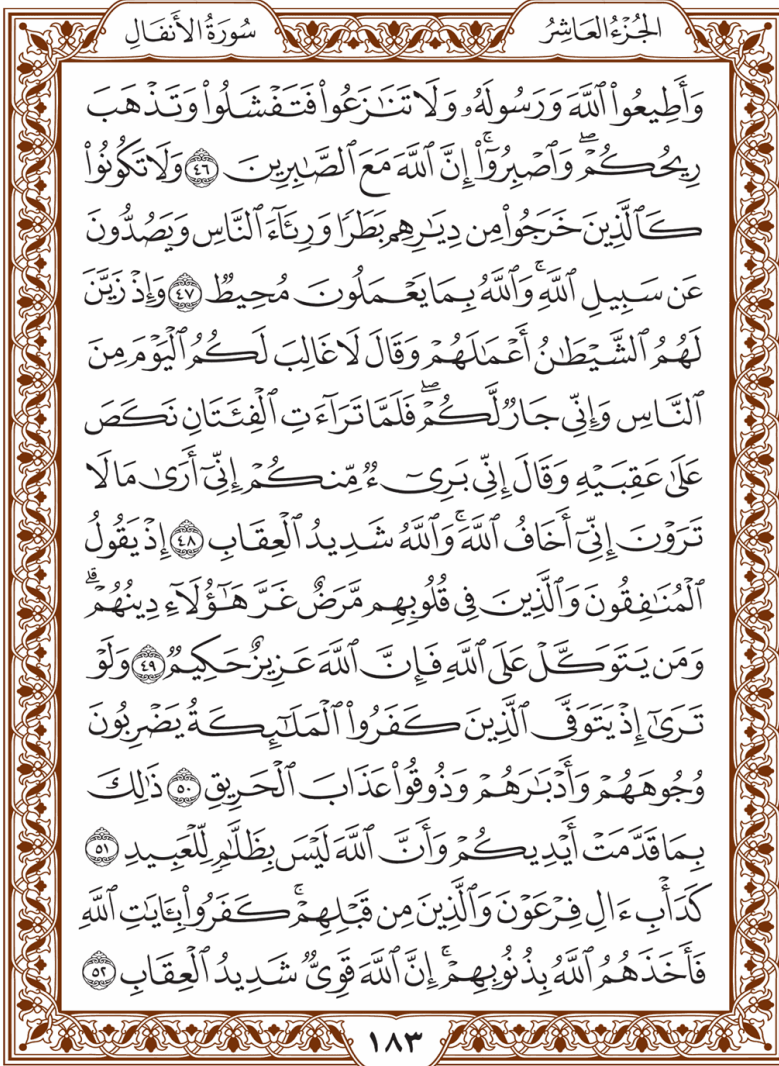 الجُزْءُ العَاشِرُ
سُورَةُ الأَنفَالِ
وَأَطِيعُوا۟ ٱللَّهَ وَرَسُولَهُۥ وَلَا تَنَـٰزَعُوا۟ فَتَفْشَلُوا۟ وَتَذْهَبَ
رِيحُكُمْ ۖ وَٱصْبِرُوٓا۟ ۚ إِنَّ ٱللَّهَ مَعَ ٱلصَّـٰبِرِينَ ٤٦ وَلَا تَكُونُوا۟
كَٱلَّذِينَ خَرَجُوا۟ مِن دِيَـٰرِهِم بَطَرًا وَرِئَآءَ ٱلنَّاسِ وَيَصُدُّونَ
عَن سَبِيلِ ٱللَّهِ ۚ وَٱللَّهُ بِمَا يَعْمَلُونَ مُحِيطٌ ٤٧ وَإِذْ زَيَّنَ
لَهُمُ ٱلشَّيْطَـٰنُ أَعْمَـٰلَهُمْ وَقَالَ لَا غَالِبَ لَكُمُ ٱلْيَوْمَ مِنَ
ٱلنَّاسِ وَإِنِّى جَارٌ لَّكُمْ ۖ فَلَمَّا تَرَآءَتِ ٱلْفِئَتَانِ نَكَصَ
عَلَىٰ عَقِبَيْهِ وَقَالَ إِنِّى بَرِىٓءٌ مِّنكُمْ إِنِّىٓ أَرَىٰ مَا لَا
تَرَوْنَ إِنِّىٓ أَخَافُ ٱللَّهَ ۚ وَٱللَّهُ شَدِيدُ ٱلْعِقَابِ ٤٨ إِذْ يَقُولُ
ٱلْمُنَـٰفِقُونَ وَٱلَّذِينَ فِى قُلُوبِهِم مَّرَضٌ غَرَّ هَـٰٓؤُلَآءِ دِينُهُمْ ۗ
وَمَن يَتَوَكَّلْ عَلَى ٱللَّهِ فَإِنَّ ٱللَّهَ عَزِيزٌ حَكِيمٌ ٤٩ وَلَوْ
تَرَىٰٓ إِذْ يَتَوَفَّى ٱلَّذِينَ كَفَرُوا۟ ٱلْمَلَـٰٓئِكَةُ يَضْرِبُونَ
وُجُوهَهُمْ وَأَدْبَـٰرَهُمْ وَذُوقُوا۟ عَذَابَ ٱلْحَرِيقِ ٥٠ ذَٰلِكَ
بِمَا قَدَّمَتْ أَيْدِيكُمْ وَأَنَّ ٱللَّهَ لَيْسَ بِظَلَّـٰمٍ لِّلْعَبِيدِ ٥١
كَدَأْبِ ءَالِ فِرْعَوْنَ وَٱلَّذِينَ مِن قَبْلِهِمْ ۚ كَفَرُوا۟ بِـَٔايَـٰتِ ٱللَّهِ
فَأَخَذَهُمُ ٱللَّهُ بِذُنُوبِهِمْ ۗ إِنَّ ٱللَّهَ قَوِىٌّ شَدِيدُ ٱلْعِقَابِ ٥٢
١٨٣